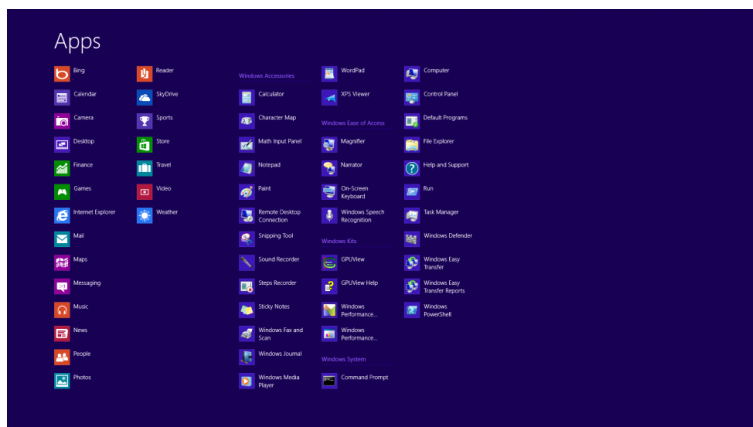 Apps
Bing
Calendar
Camera
Desktop
Finance
Games
Internet Explorer
Mail
Maps
Messaging
Music
News
People
Photos
Reader
SkyDrive
Sports
Store
Travel
Video
Weather
Windows Accessories
Calculator
Character Map
Math Input Panel
Notepad
Paint
Remote Desktop
Connection
Snipping Tool
Sound Recorder
Steps Recorder
Sticky Notes
Windows Fax and
Scan
Windows Journal
Windows Media
Player
WordPad
XPS Viewer
Windows Ease of Access
Magnifier
Narrator
On-Screen
Keyboard
Windows Speech
Recognition
Windows Kits
GPUView
GPUView Help
Windows
Performance...
Windows
Performance...
Windows System
Command Prompt
Computer
Control Panel
Default Programs
File Explorer
Help and Support
Run
Task Manager
Windows Defender
Windows Easy
Transfer
Windows Easy
Transfer Reports
Windows
PowerShell